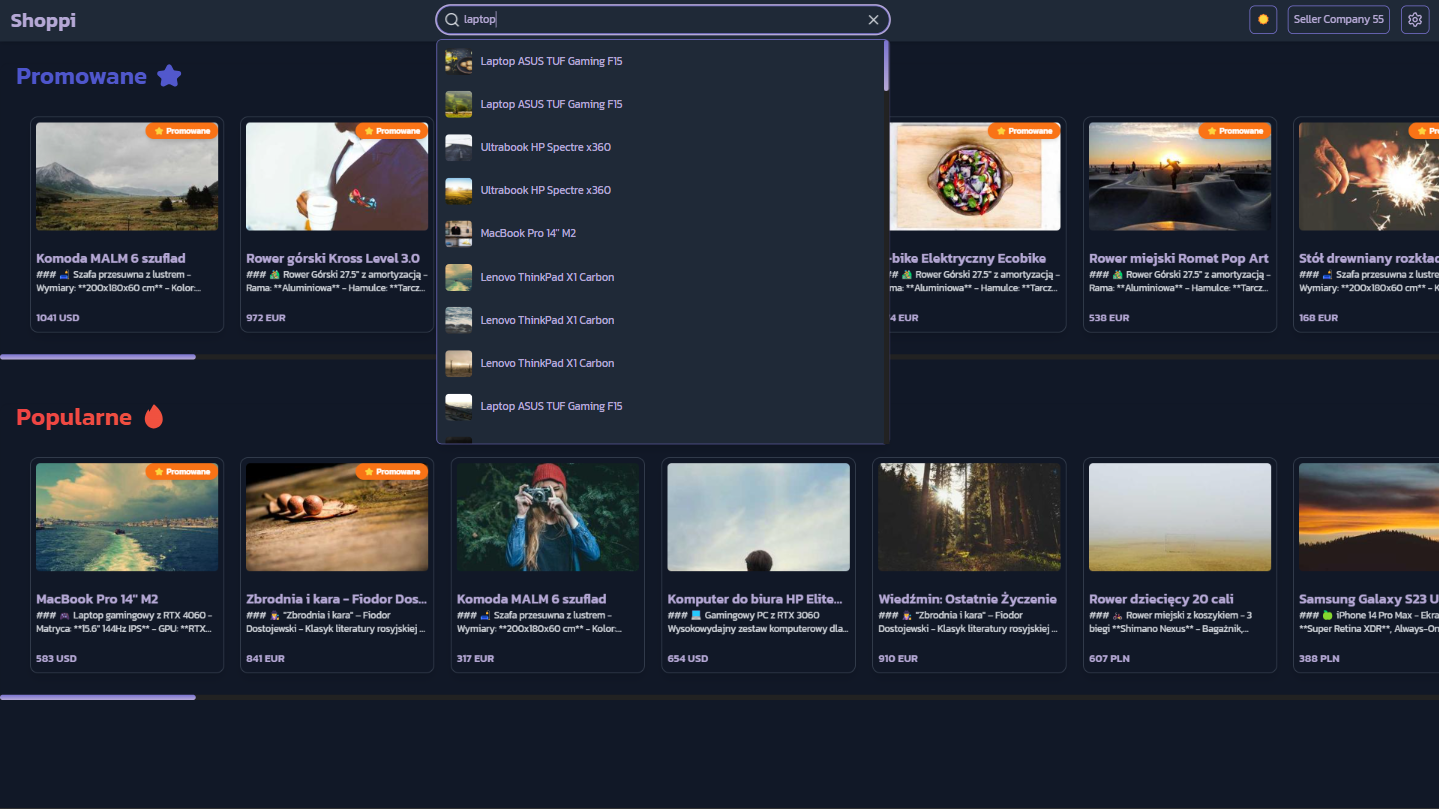 Shoppi
laptop
Seller Company 55
Laptop ASUS TUF Gaming F15
Laptop ASUS TUF Gaming F15
Ultrabook HP Spectre x360
Ultrabook HP Spectre x360
MacBook Pro 14" M2
Lenovo ThinkPad X1 Carbon
Lenovo ThinkPad X1 Carbon
Lenovo ThinkPad X1 Carbon
Laptop ASUS TUF Gaming F15
Promowane
Promowane
Komoda MALM 6 szuflad
### 🛋️ Szafa przesuwna z lustrem -
Wymiary: **200x180x60 cm** - Kolor:...
1041 USD
Promowane
Rower górski Kross Level 3.0
### 🚵 Rower Górski 27.5" z amortyzacją -
Rama: **Aluminiowa** - Hamulce: **Tarcz...
972 EUR
Promowane
-bike Elektryczny Ecobike
## 🚵 Rower Górski 27.5" z amortyzacją -
ma: **Aluminiowa** - Hamulce: **Tarcz...
4 EUR
Promowane
Rower miejski Romet Pop Art
### 🚵 Rower Górski 27.5" z amortyzacją -
Rama: **Aluminiowa** - Hamulce: **Tarcz...
538 EUR
Pro
Stół drewniany rozkład
### 🛋️ Szafa przesuwna z lustre
Wymiary: **200x180x60 cm** - K
168 EUR
Popularne
Promowane
MacBook Pro 14" M2
### 🎮 Laptop gamingowy z RTX 4060 -
Matryca: **15.6" 144Hz IPS** - GPU: **RTX...
583 USD
Promowane
Zbrodnia i kara - Fiodor Dos...
### 🕵️ "Zbrodnia i kara" – Fiodor
Dostojewski - Klasyk literatury rosyjskiej ...
841 EUR
Komoda MALM 6 szuflad
### 🛋️ Szafa przesuwna z lustrem -
Wymiary: **200x180x60 cm** - Kolor:...
317 EUR
Komputer do biura HP Elite...
### 💻 Gamingowy PC z RTX 3060
Wysokowydajny zestaw komputerowy dla...
654 USD
Wiedźmin: Ostatnie Życzenie
### 🕵️ "Zbrodnia i kara" – Fiodor
Dostojewski - Klasyk literatury rosyjskiej ...
910 EUR
Rower dziecięcy 20 cali
### 🚲 Rower miejski z koszykiem - 3
biegi **Shimano Nexus** - Bagażnik,...
607 PLN
Samsung Galaxy S23 U
### 🍏 iPhone 14 Pro Max - Ekra
**Super Retina XDR**, Always-On
388 PLN